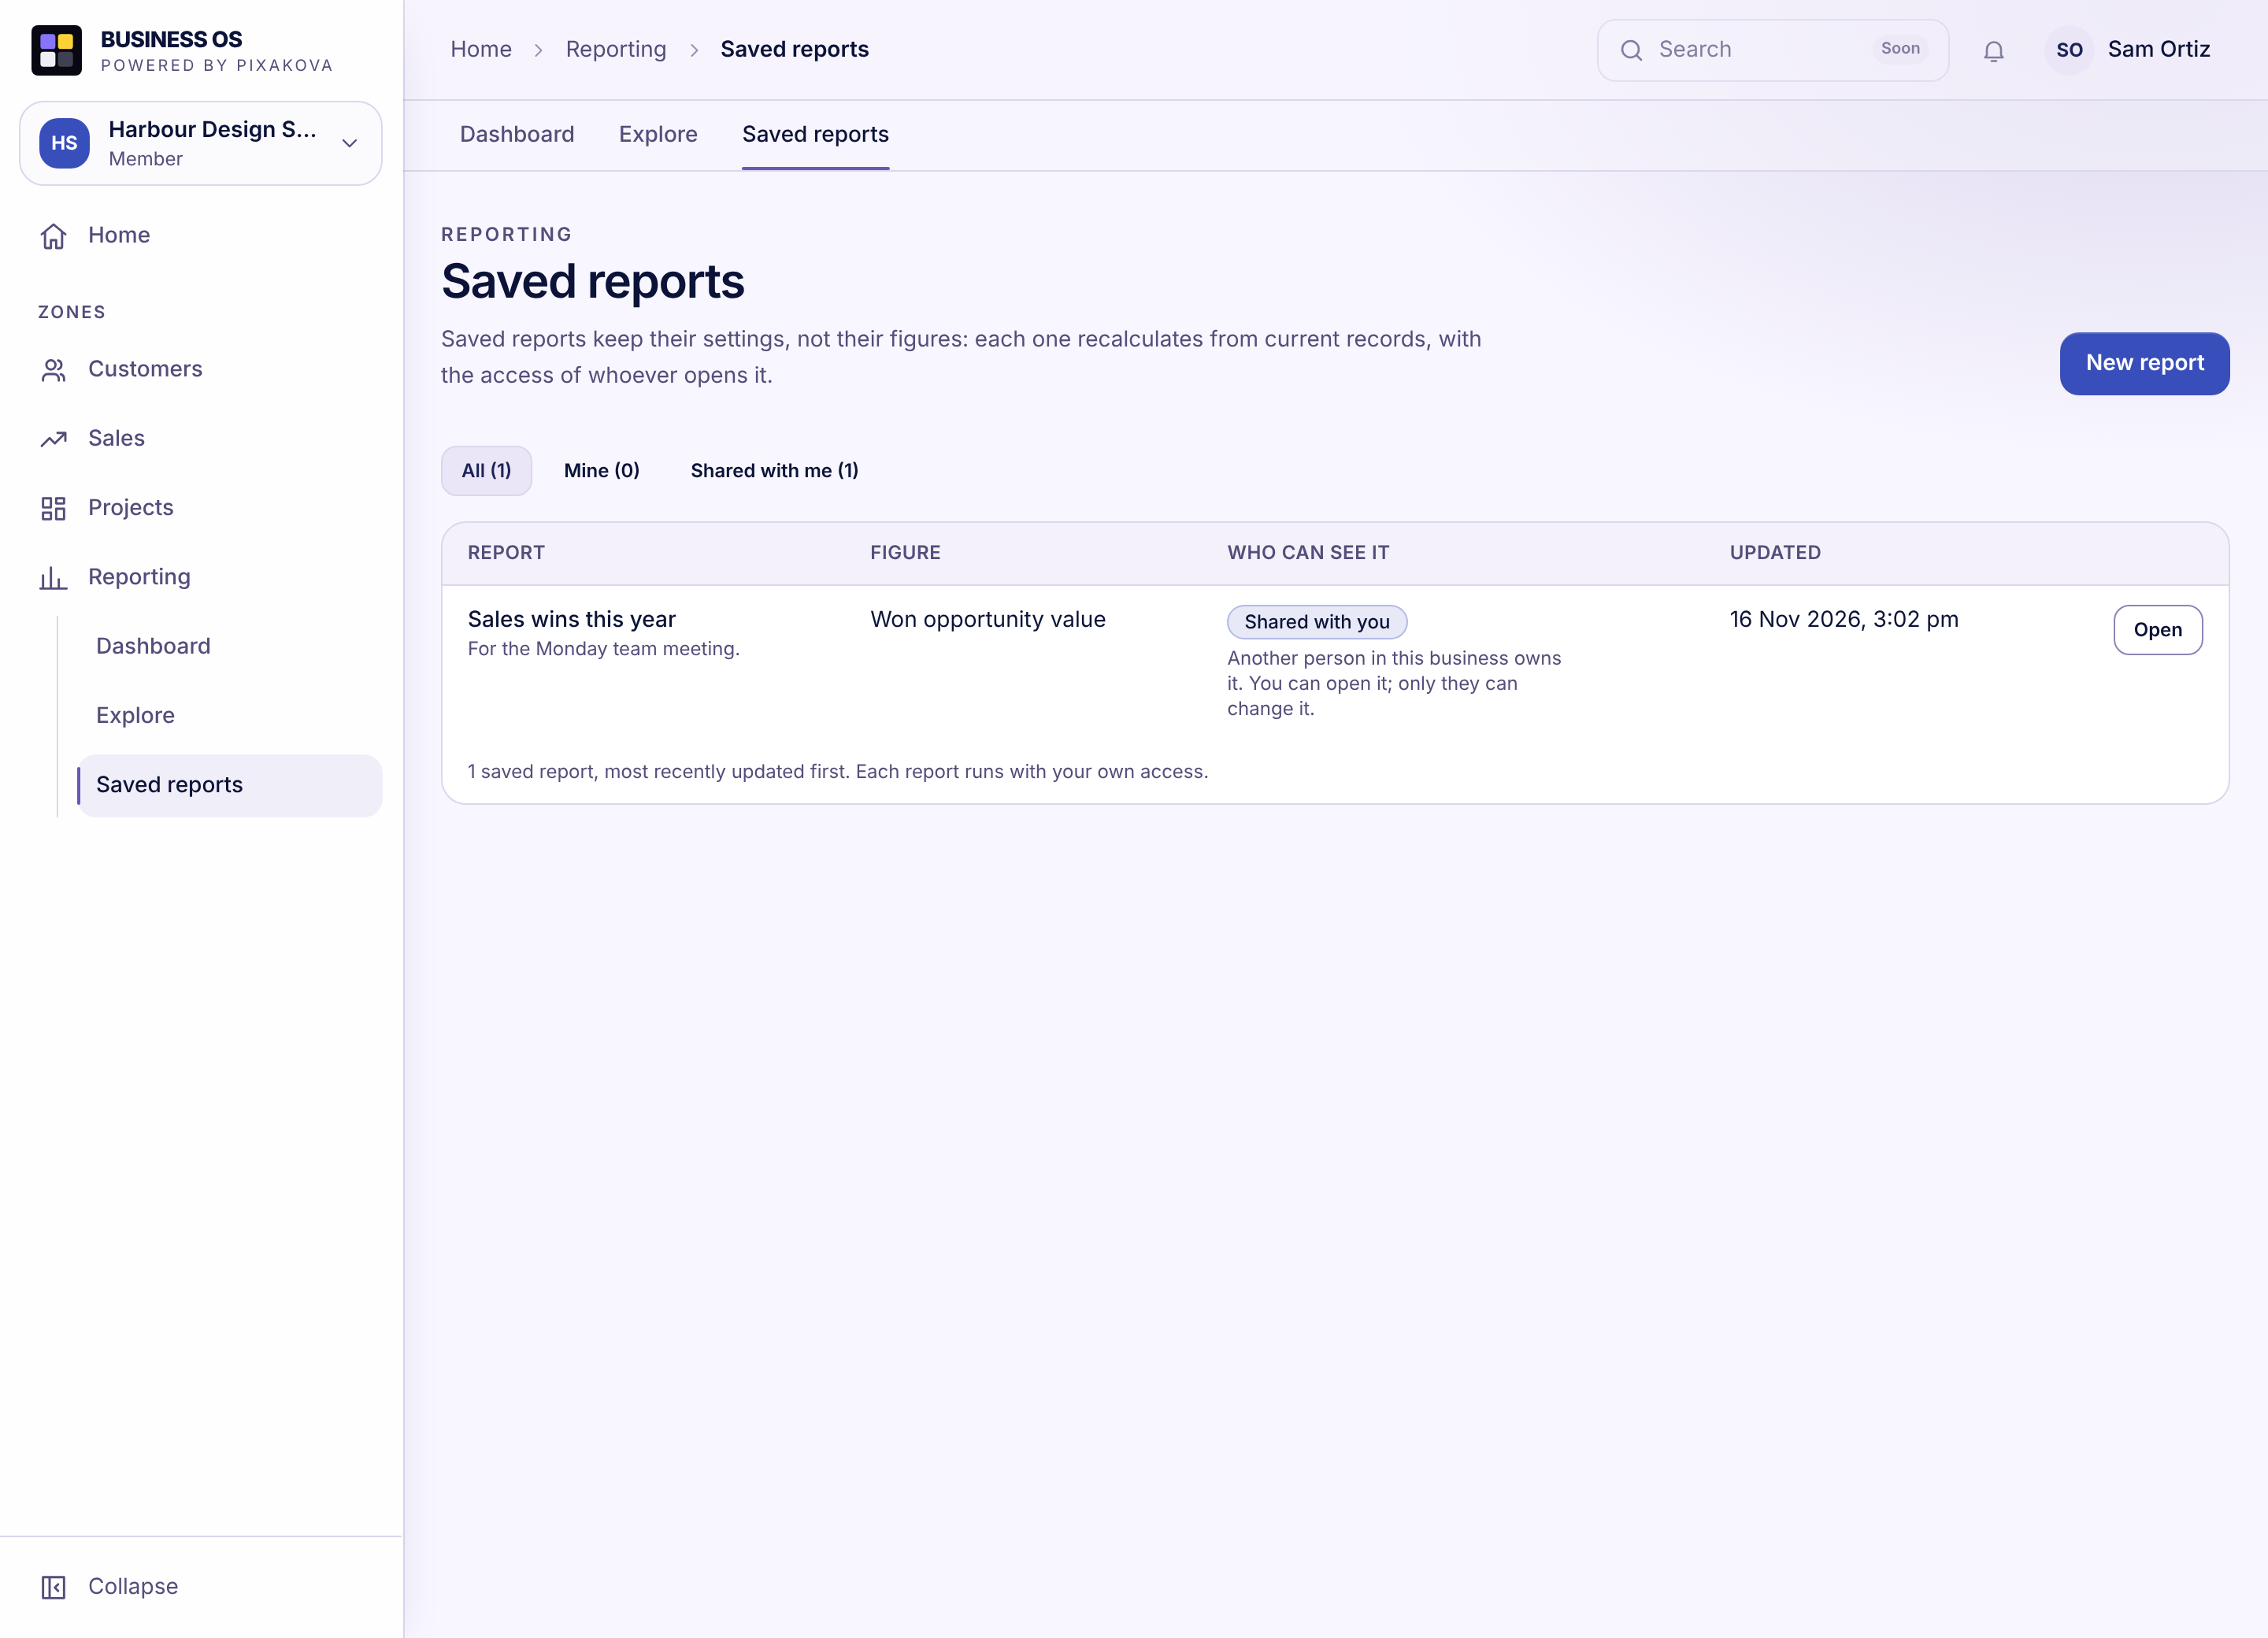 BUSINESS OS
POWERED BY PIXAKOVA
HS
Harbour Design S...
Member
Home
ZONES
Customers
Sales
Projects
Reporting
Dashboard
Explore
Saved reports
Collapse
Home > Reporting > Saved reports
Search
Soon
SO
Sam Ortiz
Dashboard
Explore
Saved reports
REPORTING
Saved reports
Saved reports keep their settings, not their figures: each one recalculates from current records, with
the access of whoever opens it.
New report
All (1)
Mine (0)
Shared with me (1)
REPORT
FIGURE
WHO CAN SEE IT
UPDATED
Sales wins this year
For the Monday team meeting.
Won opportunity value
Shared with you
Another person in this business owns
it. You can open it; only they can
change it.
16 Nov 2026, 3:02 pm
Open
1 saved report, most recently updated first. Each report runs with your own access.